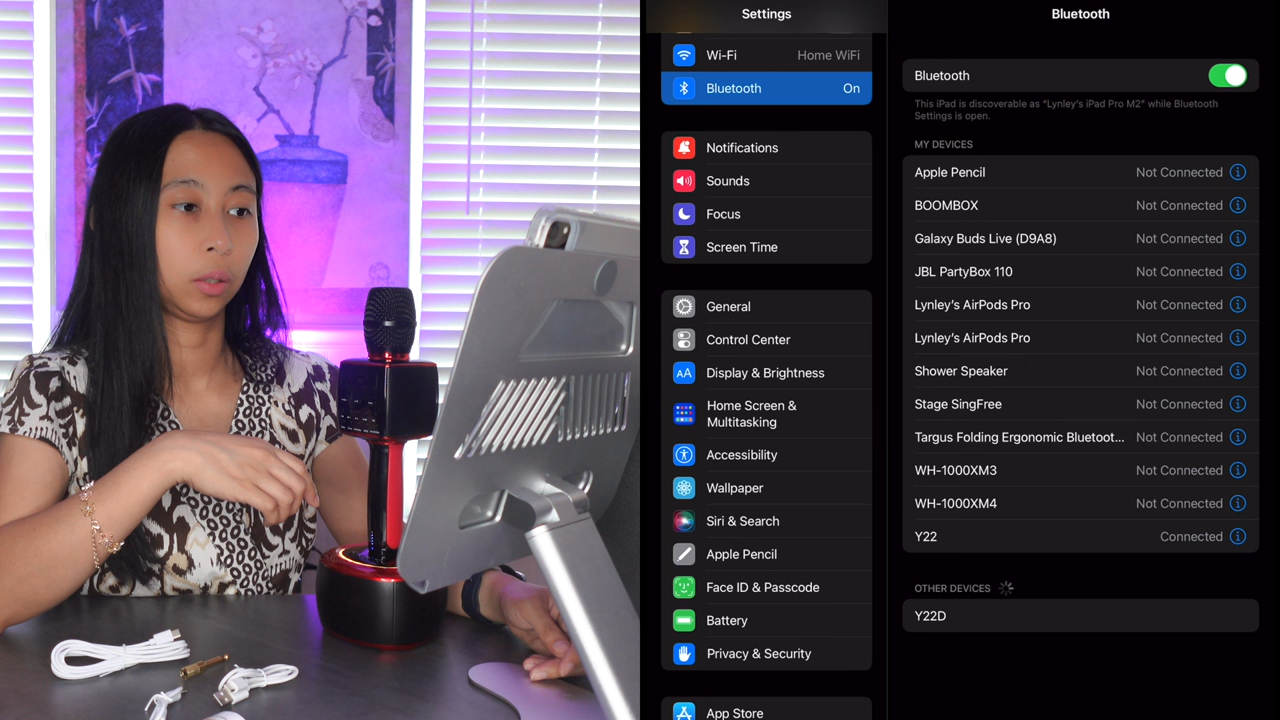 Settings
Wi-Fi Home WiFi
Bluetooth On
Notifications
Sounds
Focus
Screen Time
General
Control Center
AA Display & Brightness
Home Screen &
Multitasking
Accessibility
Wallpaper
Siri & Search
Apple Pencil
Face ID & Passcode
Battery
Privacy & Security
App Store
Bluetooth
Bluetooth
This iPad is discoverable as “Lynley’s iPad Pro M2” while Bluetooth
Settings is open.
MY DEVICES
Apple Pencil Not Connected
BOOMBOX Not Connected
Galaxy Buds Live (D9A8) Not Connected
JBL PartyBox 110 Not Connected
Lynley’s AirPods Pro Not Connected
Lynley’s AirPods Pro Not Connected
Shower Speaker Not Connected
Stage SingFree Not Connected
Targus Folding Ergonomic Bluetoot... Not Connected
WH-1000XM3 Not Connected
WH-1000XM4 Not Connected
Y22 Connected
OTHER DEVICES
Y22D